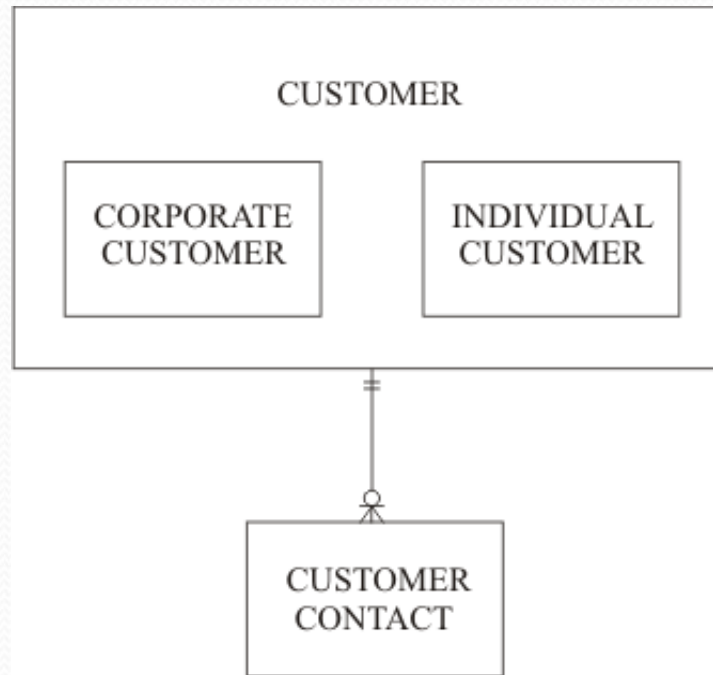 CUSTOMER
CORPORATE
CUSTOMER
INDIVIDUAL
CUSTOMER
CUSTOMER
CONTACT